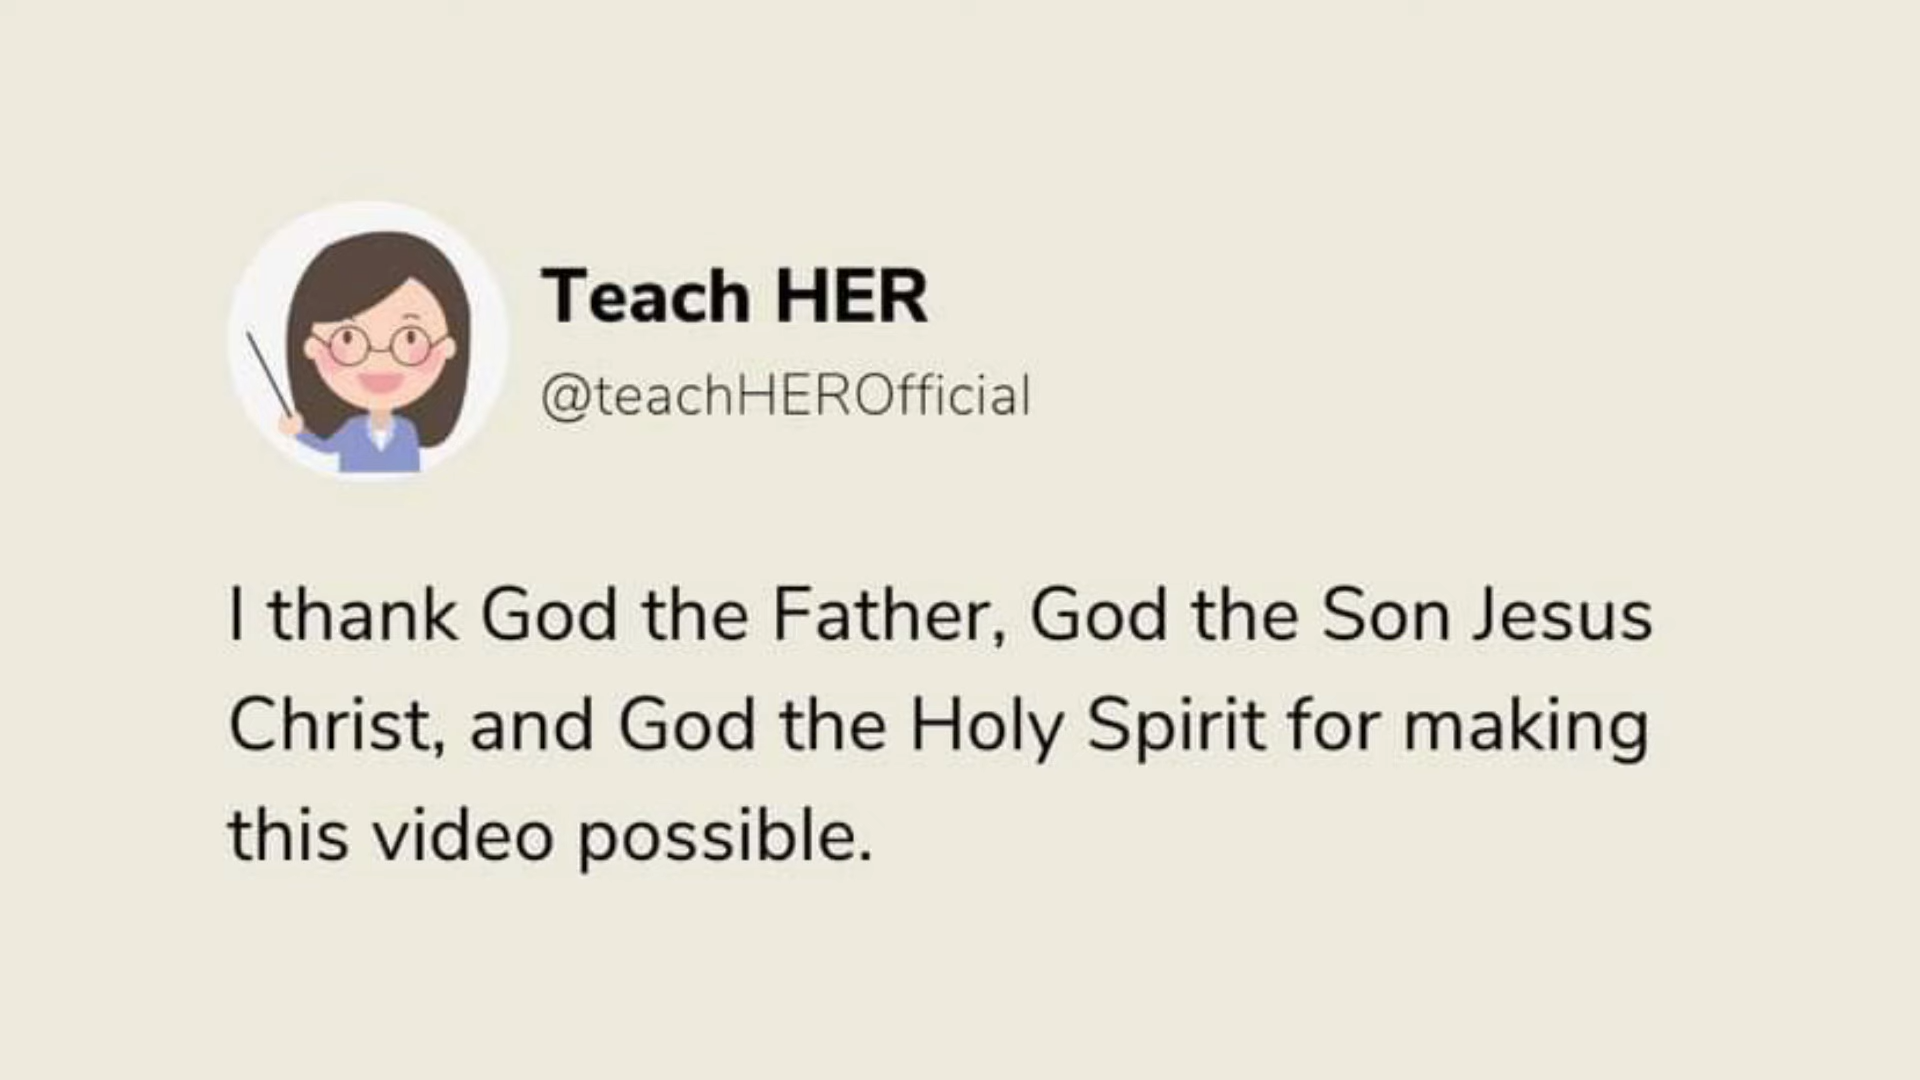 Teach HER
@teachHEROfficial
I thank God the Father, God the Son Jesus
Christ, and God the Holy Spirit for making
this video possible.